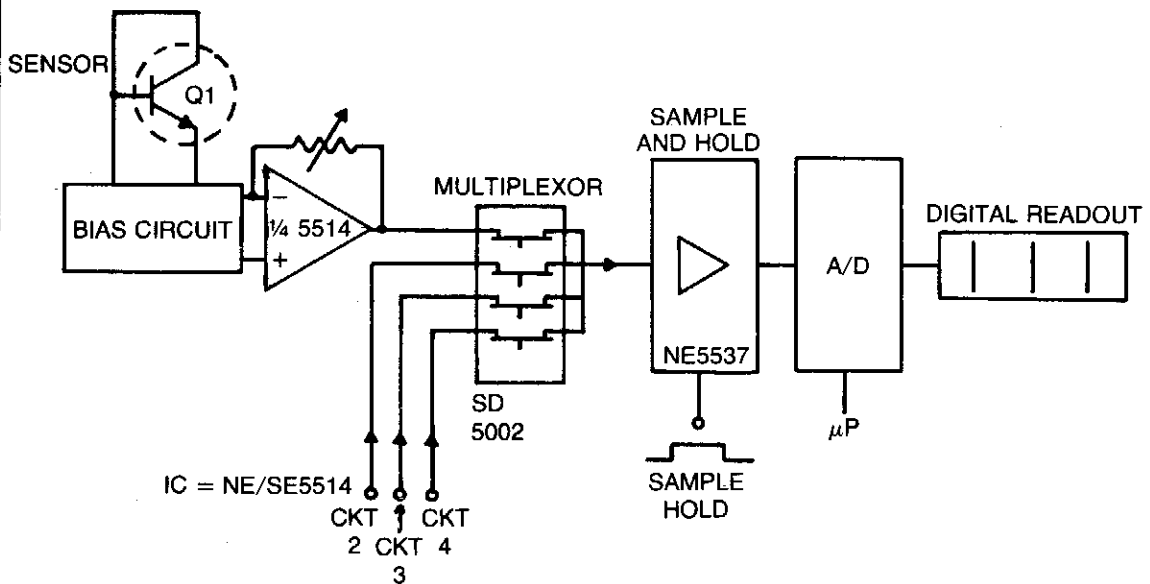 SENSOR
Q1
BIAS CIRCUIT
−
¼ 5514
+
MULTIPLEXOR
SD
5002
IC = NE/SE5514
CKT
2
CKT
3
CKT
4
SAMPLE
AND HOLD
NE5537
SAMPLE
HOLD
A/D
μP
DIGITAL READOUT